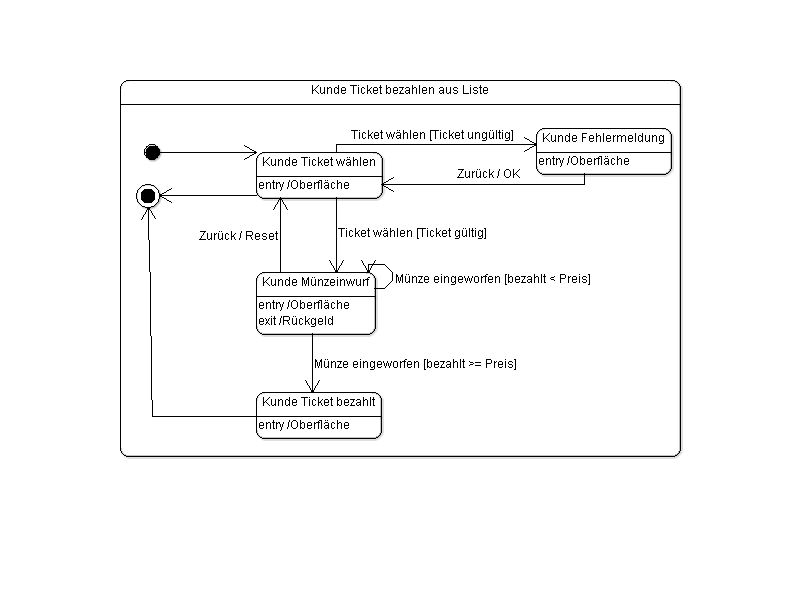 Kunde Ticket bezahlen aus Liste
Ticket wählen [Ticket ungültig]
Kunde Fehlermeldung
entry /Oberfläche
Kunde Ticket wählen
entry /Oberfläche
Zurück / OK
Zurück / Reset
Ticket wählen [Ticket gültig]
Kunde Münzeinwurf
entry /Oberfläche
exit /Rückgeld
Münze eingeworfen [bezahlt < Preis]
Münze eingeworfen [bezahlt >= Preis]
Kunde Ticket bezahlt
entry /Oberfläche